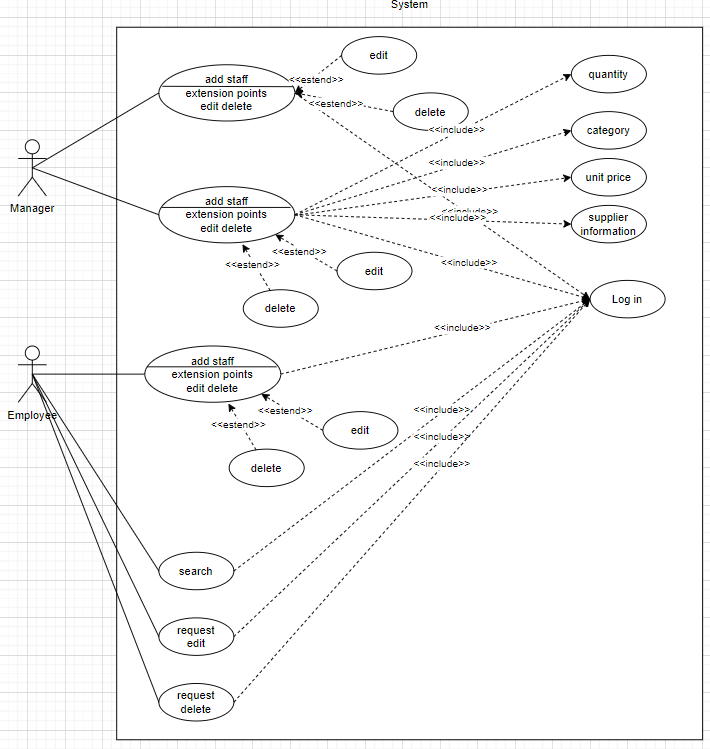 System
edit
<<estend>>
add staff
extension points
edit delete
<<estend>>
delete
quantity
<<include>>
category
<<include>>
unit price
<<include>>
Manager
add staff
extension points
edit delete
<<include>>
<<include>>
supplier
information
<<estend>>
<<estend>>
edit
<<include>>
delete
Log in
<<include>>
add staff
extension points
edit delete
Employee
<<estend>>
<<estend>>
edit
<<include>>
<<include>>
<<include>>
delete
search
request
edit
request
delete